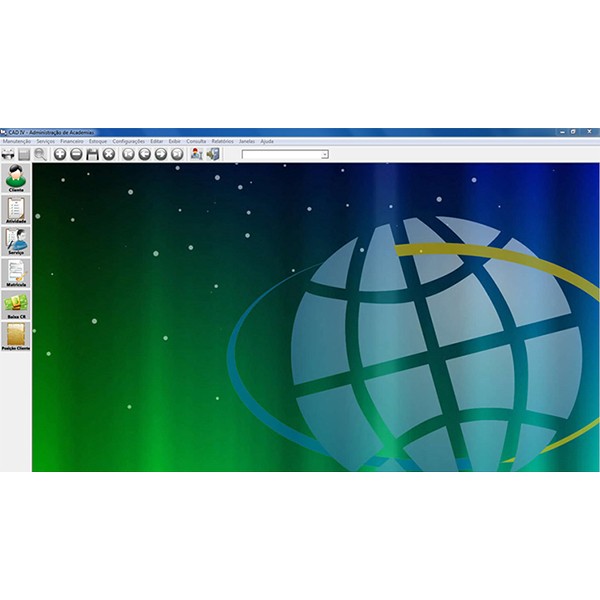 CAD IV - Administração de Academias
Manutenção Serviços Financeiro Estoque Configurações Editar Exibir Consulta Relatórios Janelas Ajuda
Cliente
Atividade
Serviço
Matrícula
Baixa CR
Posição Cliente